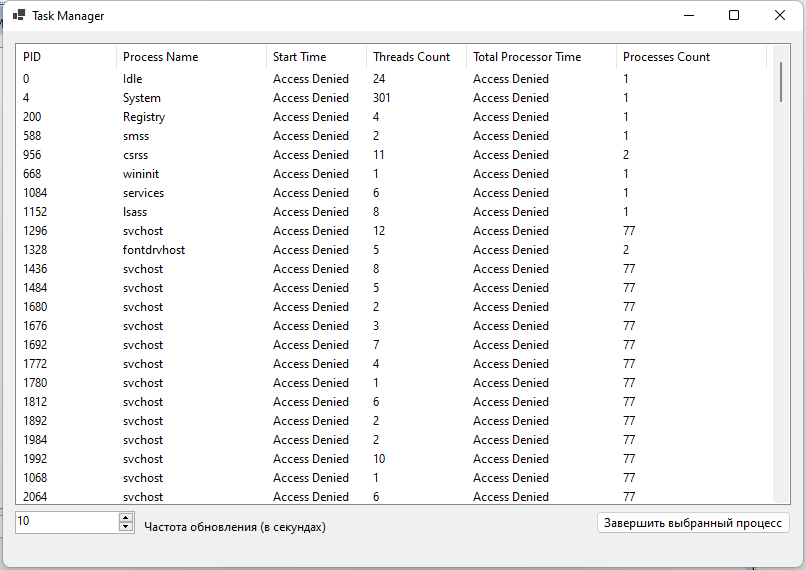 Task Manager
PID Process Name Start Time Threads Count Total Processor Time Processes Count
0 Idle Access Denied 24 Access Denied 1
4 System Access Denied 301 Access Denied 1
200 Registry Access Denied 4 Access Denied 1
588 smss Access Denied 2 Access Denied 1
956 csrss Access Denied 11 Access Denied 2
668 wininit Access Denied 1 Access Denied 1
1084 services Access Denied 6 Access Denied 1
1152 lsass Access Denied 8 Access Denied 1
1296 svchost Access Denied 12 Access Denied 77
1328 fontdrvhost Access Denied 5 Access Denied 2
1436 svchost Access Denied 8 Access Denied 77
1484 svchost Access Denied 5 Access Denied 77
1680 svchost Access Denied 2 Access Denied 77
1676 svchost Access Denied 3 Access Denied 77
1692 svchost Access Denied 7 Access Denied 77
1772 svchost Access Denied 4 Access Denied 77
1780 svchost Access Denied 1 Access Denied 77
1812 svchost Access Denied 6 Access Denied 77
1892 svchost Access Denied 2 Access Denied 77
1984 svchost Access Denied 2 Access Denied 77
1992 svchost Access Denied 10 Access Denied 77
1068 svchost Access Denied 1 Access Denied 77
2064 svchost Access Denied 6 Access Denied 77
10 Частота обновления (в секундах) Завершить выбранный процесс